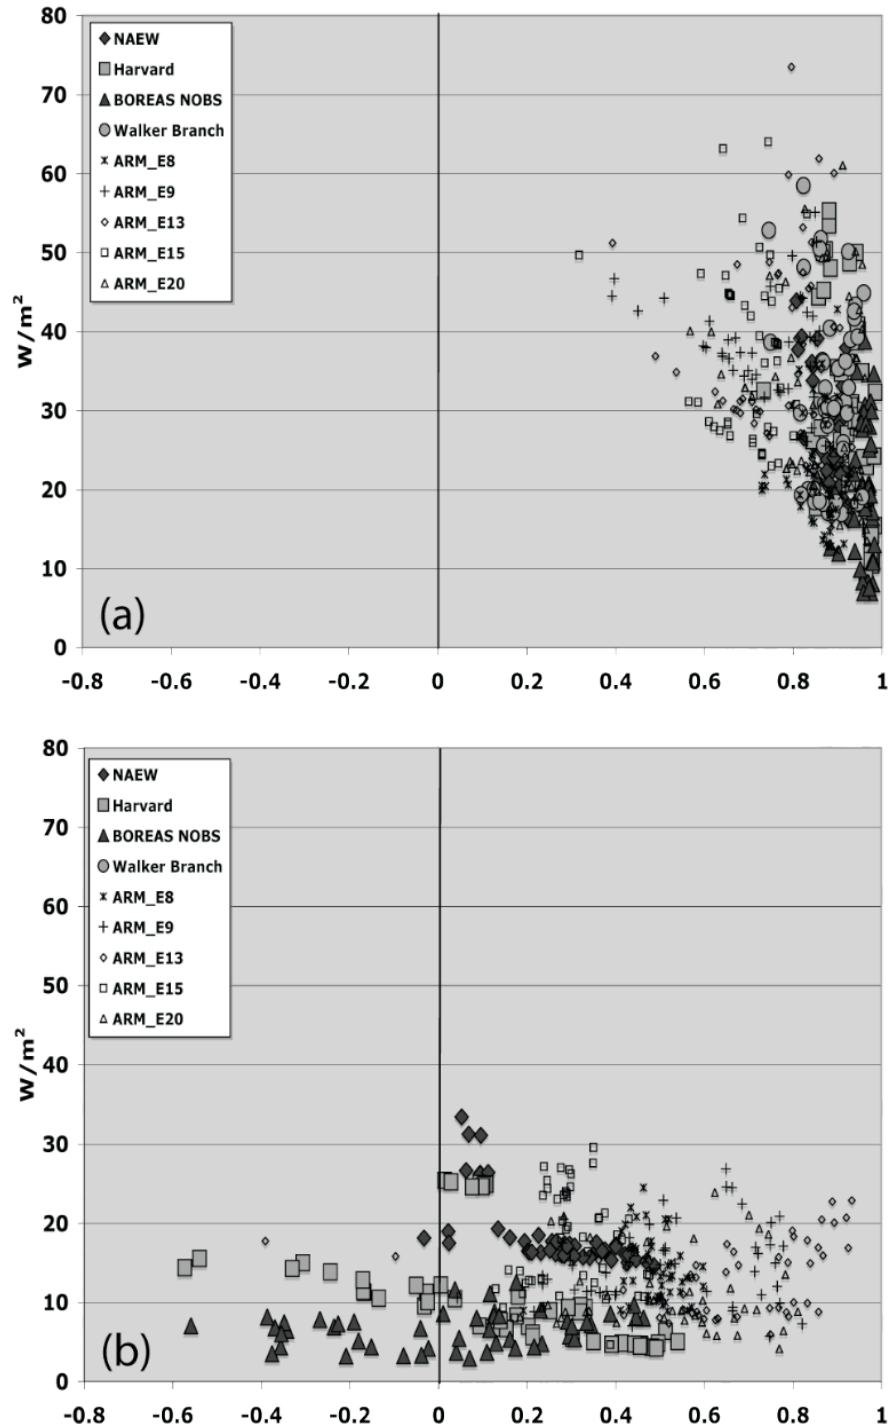 80
70
60
50
40
30
20
10
0
W/m²
NAEW
Harvard
BOREAS NOBS
Walker Branch
ARM_E8
ARM_E9
ARM_E13
ARM_E15
ARM_E20
(a)
-0.8 -0.6 -0.4 -0.2 0 0.2 0.4 0.6 0.8 1
80
70
60
50
40
30
20
10
0
W/m²
NAEW
Harvard
BOREAS NOBS
Walker Branch
ARM_E8
ARM_E9
ARM_E13
ARM_E15
ARM_E20
(b)
-0.8 -0.6 -0.4 -0.2 0 0.2 0.4 0.6 0.8 1